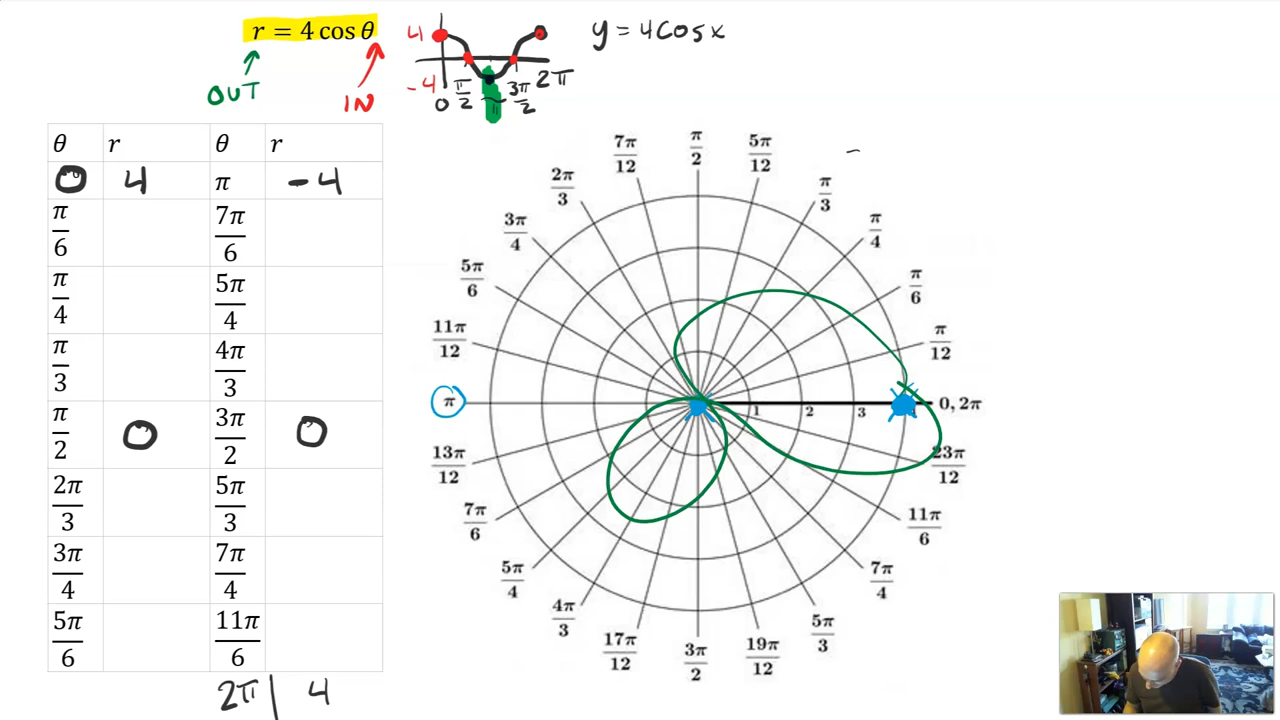 r = 4 cos θ
OUT
IN
4
-4
0
π/2
π
3π/2
2π
y = 4cosx
θ r θ r
0 4 π -4
π/6 7π/6
π/4 5π/4
π/3 4π/3
π/2 0 3π/2 0
2π/3 5π/3
3π/4 7π/4
5π/6 11π/6
2π | 4
π/2
7π/12 5π/12
2π/3 π/3
3π/4 π/4
5π/6 π/6
11π/12 π/12
π 1 2 3 4 0, 2π
13π/12 23π/12
7π/6 11π/6
5π/4 7π/4
4π/3 5π/3
17π/12 19π/12
3π/2